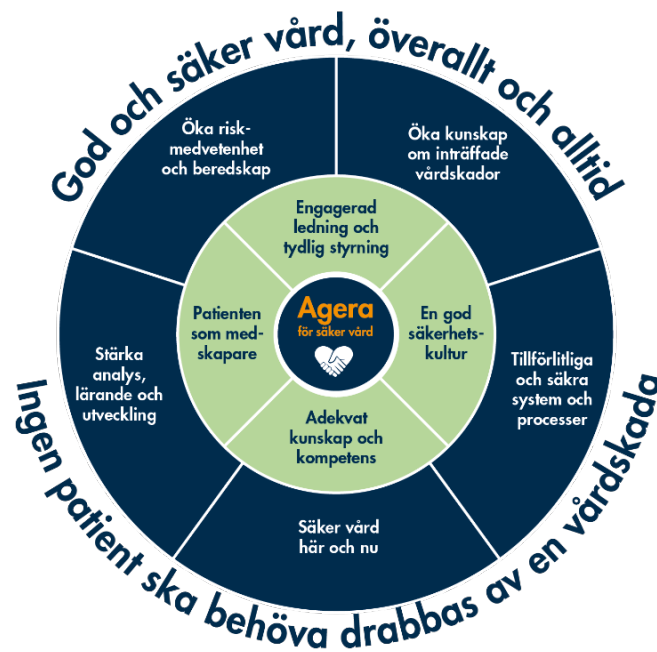 God och säker vård, överallt och alltid
Öka risk-
medvetenhet
och beredskap
Öka kunskap
om inträffade
vårdskador
Engagerad
ledning och
tydlig styrning
Patienten
som med-
skapare
Agera
för säker vård
En god
säkerhets-
kultur
Stärka
analys,
lärande och
utveckling
Tillförlitliga
och säkra
system och
processer
Adekvat
kunskap och
kompetens
Säker vård
här och nu
Ingen patient ska behöva drabbas av en vårdskada